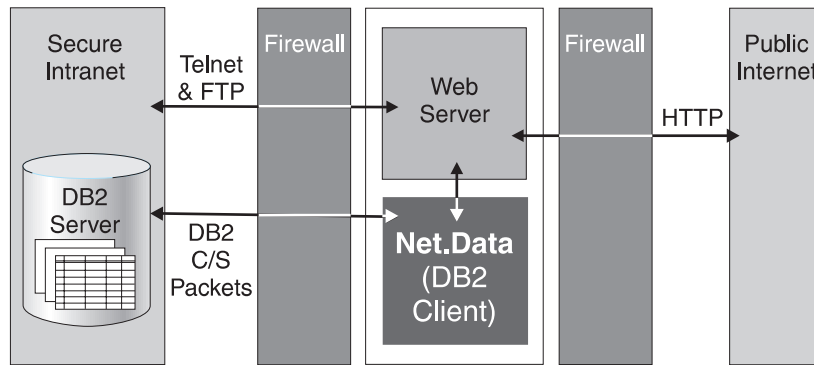 Secure
Intranet
Telnet
& FTP
Firewall
Web
Server
Firewall
Public
Internet
HTTP
DB2
Server
DB2
C/S
Packets
Net.Data
(DB2
Client)